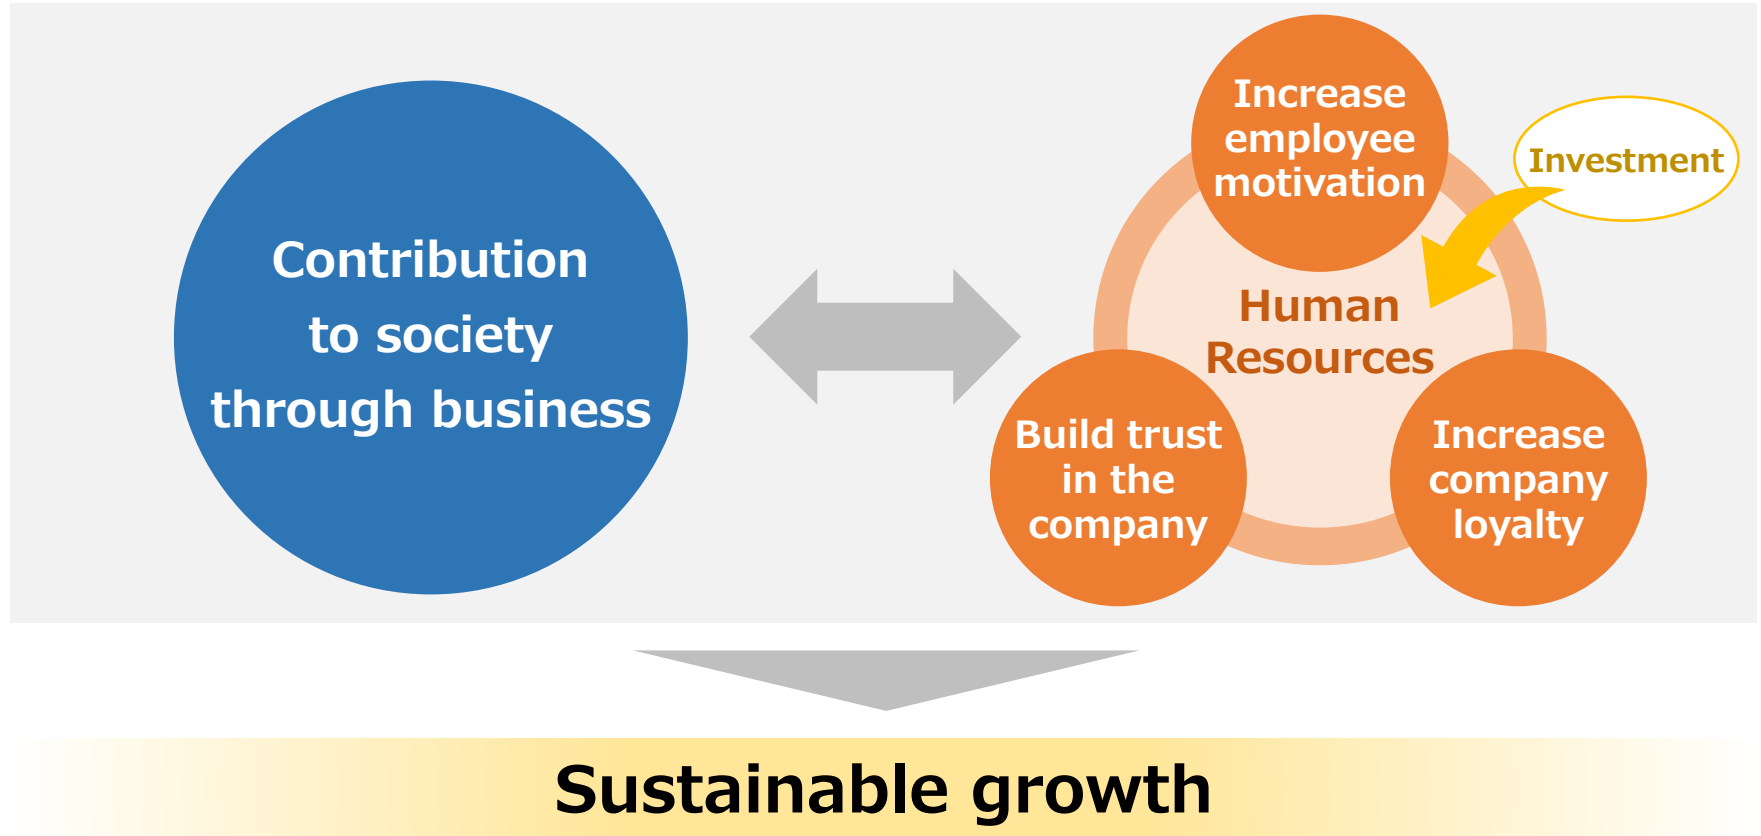 Contribution
to society
through business
Increase
employee
motivation
Investment
Human
Resources
Build trust
in the
company
Increase
company
loyalty
Sustainable growth